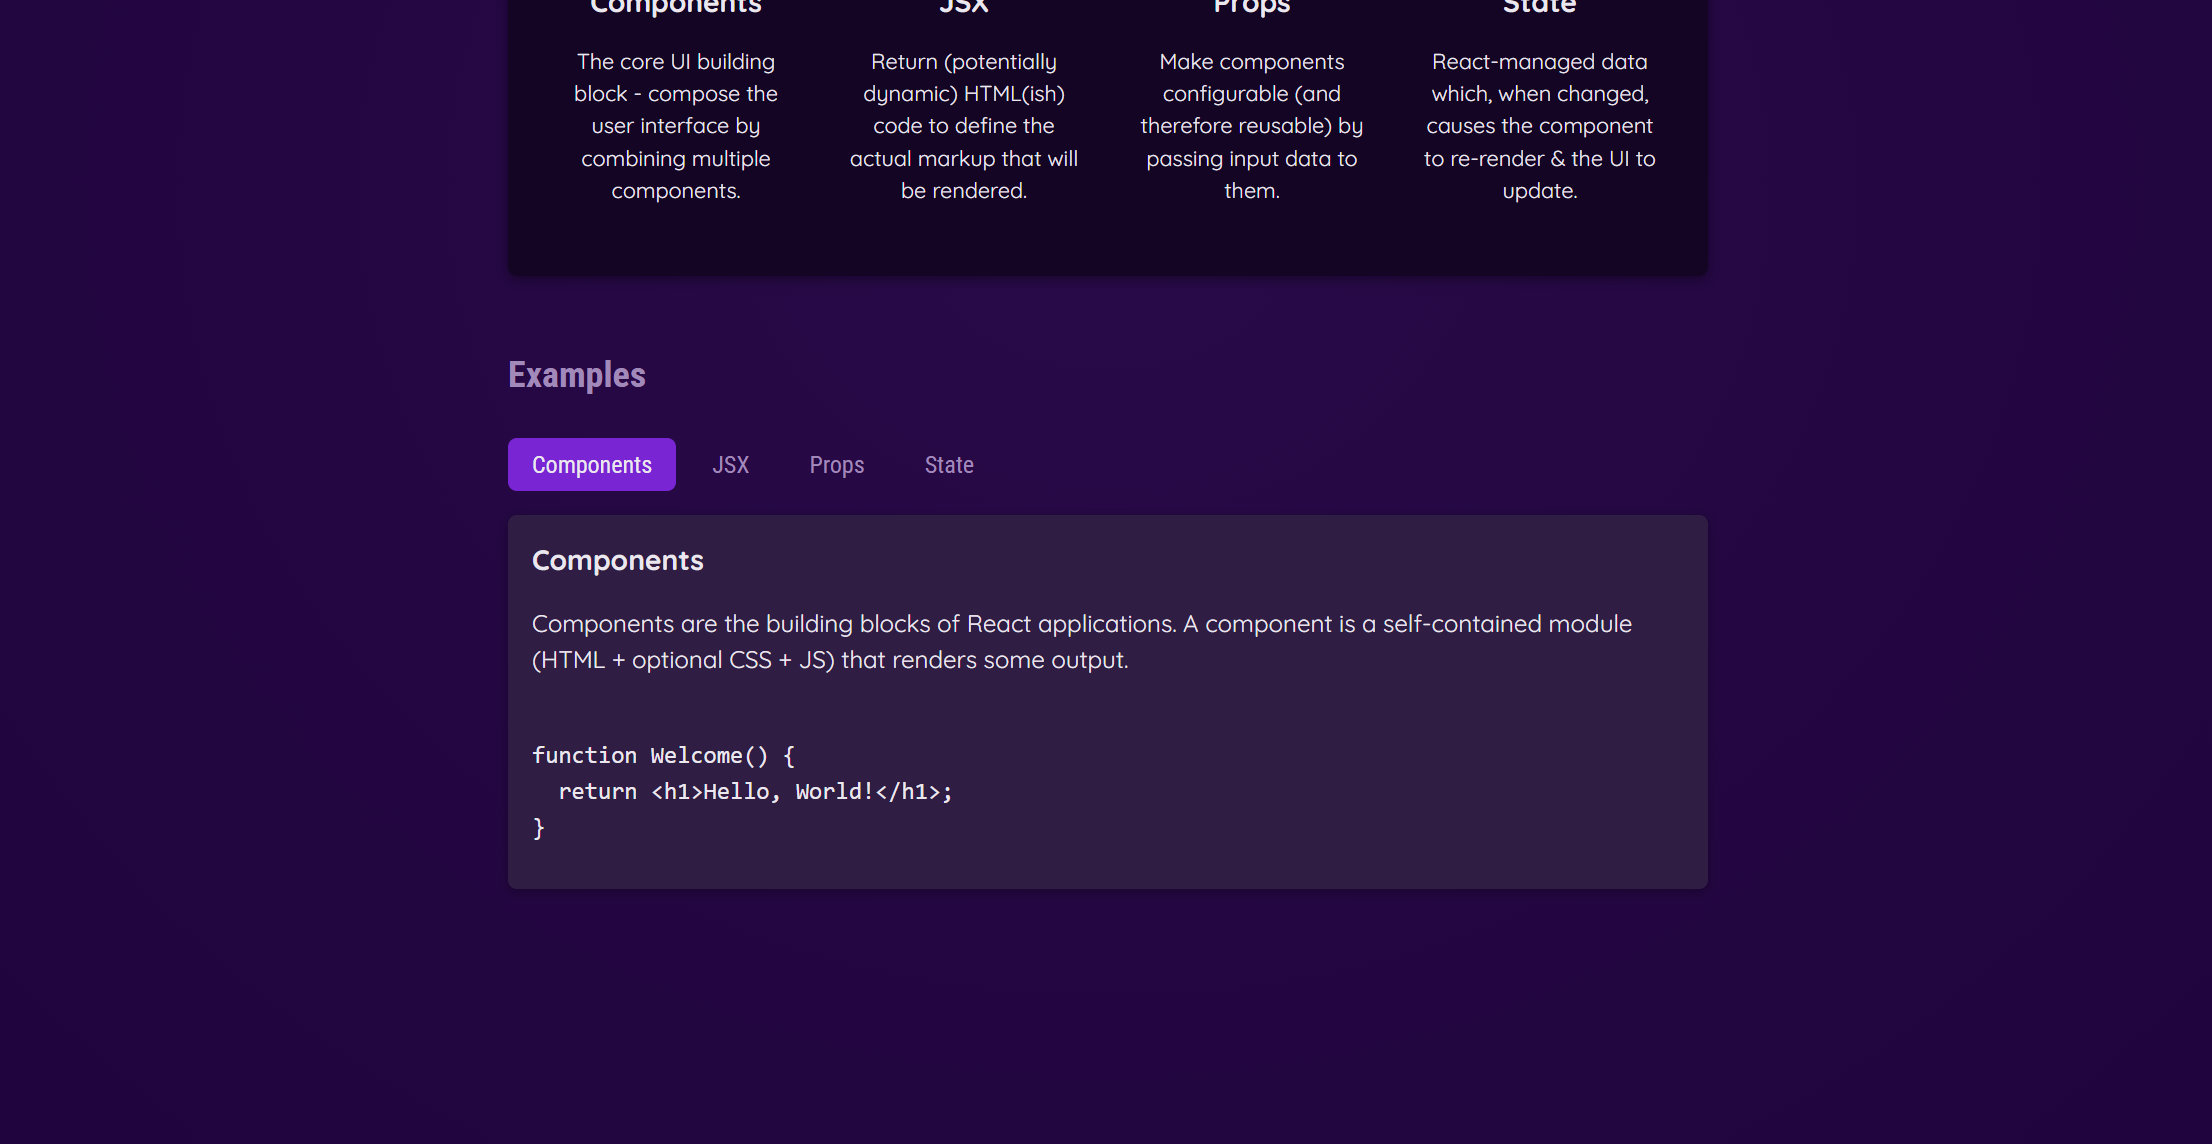 Components
JSX
Props
State
The core UI building
block - compose the
user interface by
combining multiple
components.
Return (potentially
dynamic) HTML(ish)
code to define the
actual markup that will
be rendered.
Make components
configurable (and
therefore reusable) by
passing input data to
them.
React-managed data
which, when changed,
causes the component
to re-render & the UI to
update.
Examples
Components
JSX
Props
State
Components
Components are the building blocks of React applications. A component is a self-contained module
(HTML + optional CSS + JS) that renders some output.
function Welcome() {
  return <h1>Hello, World!</h1>;
}